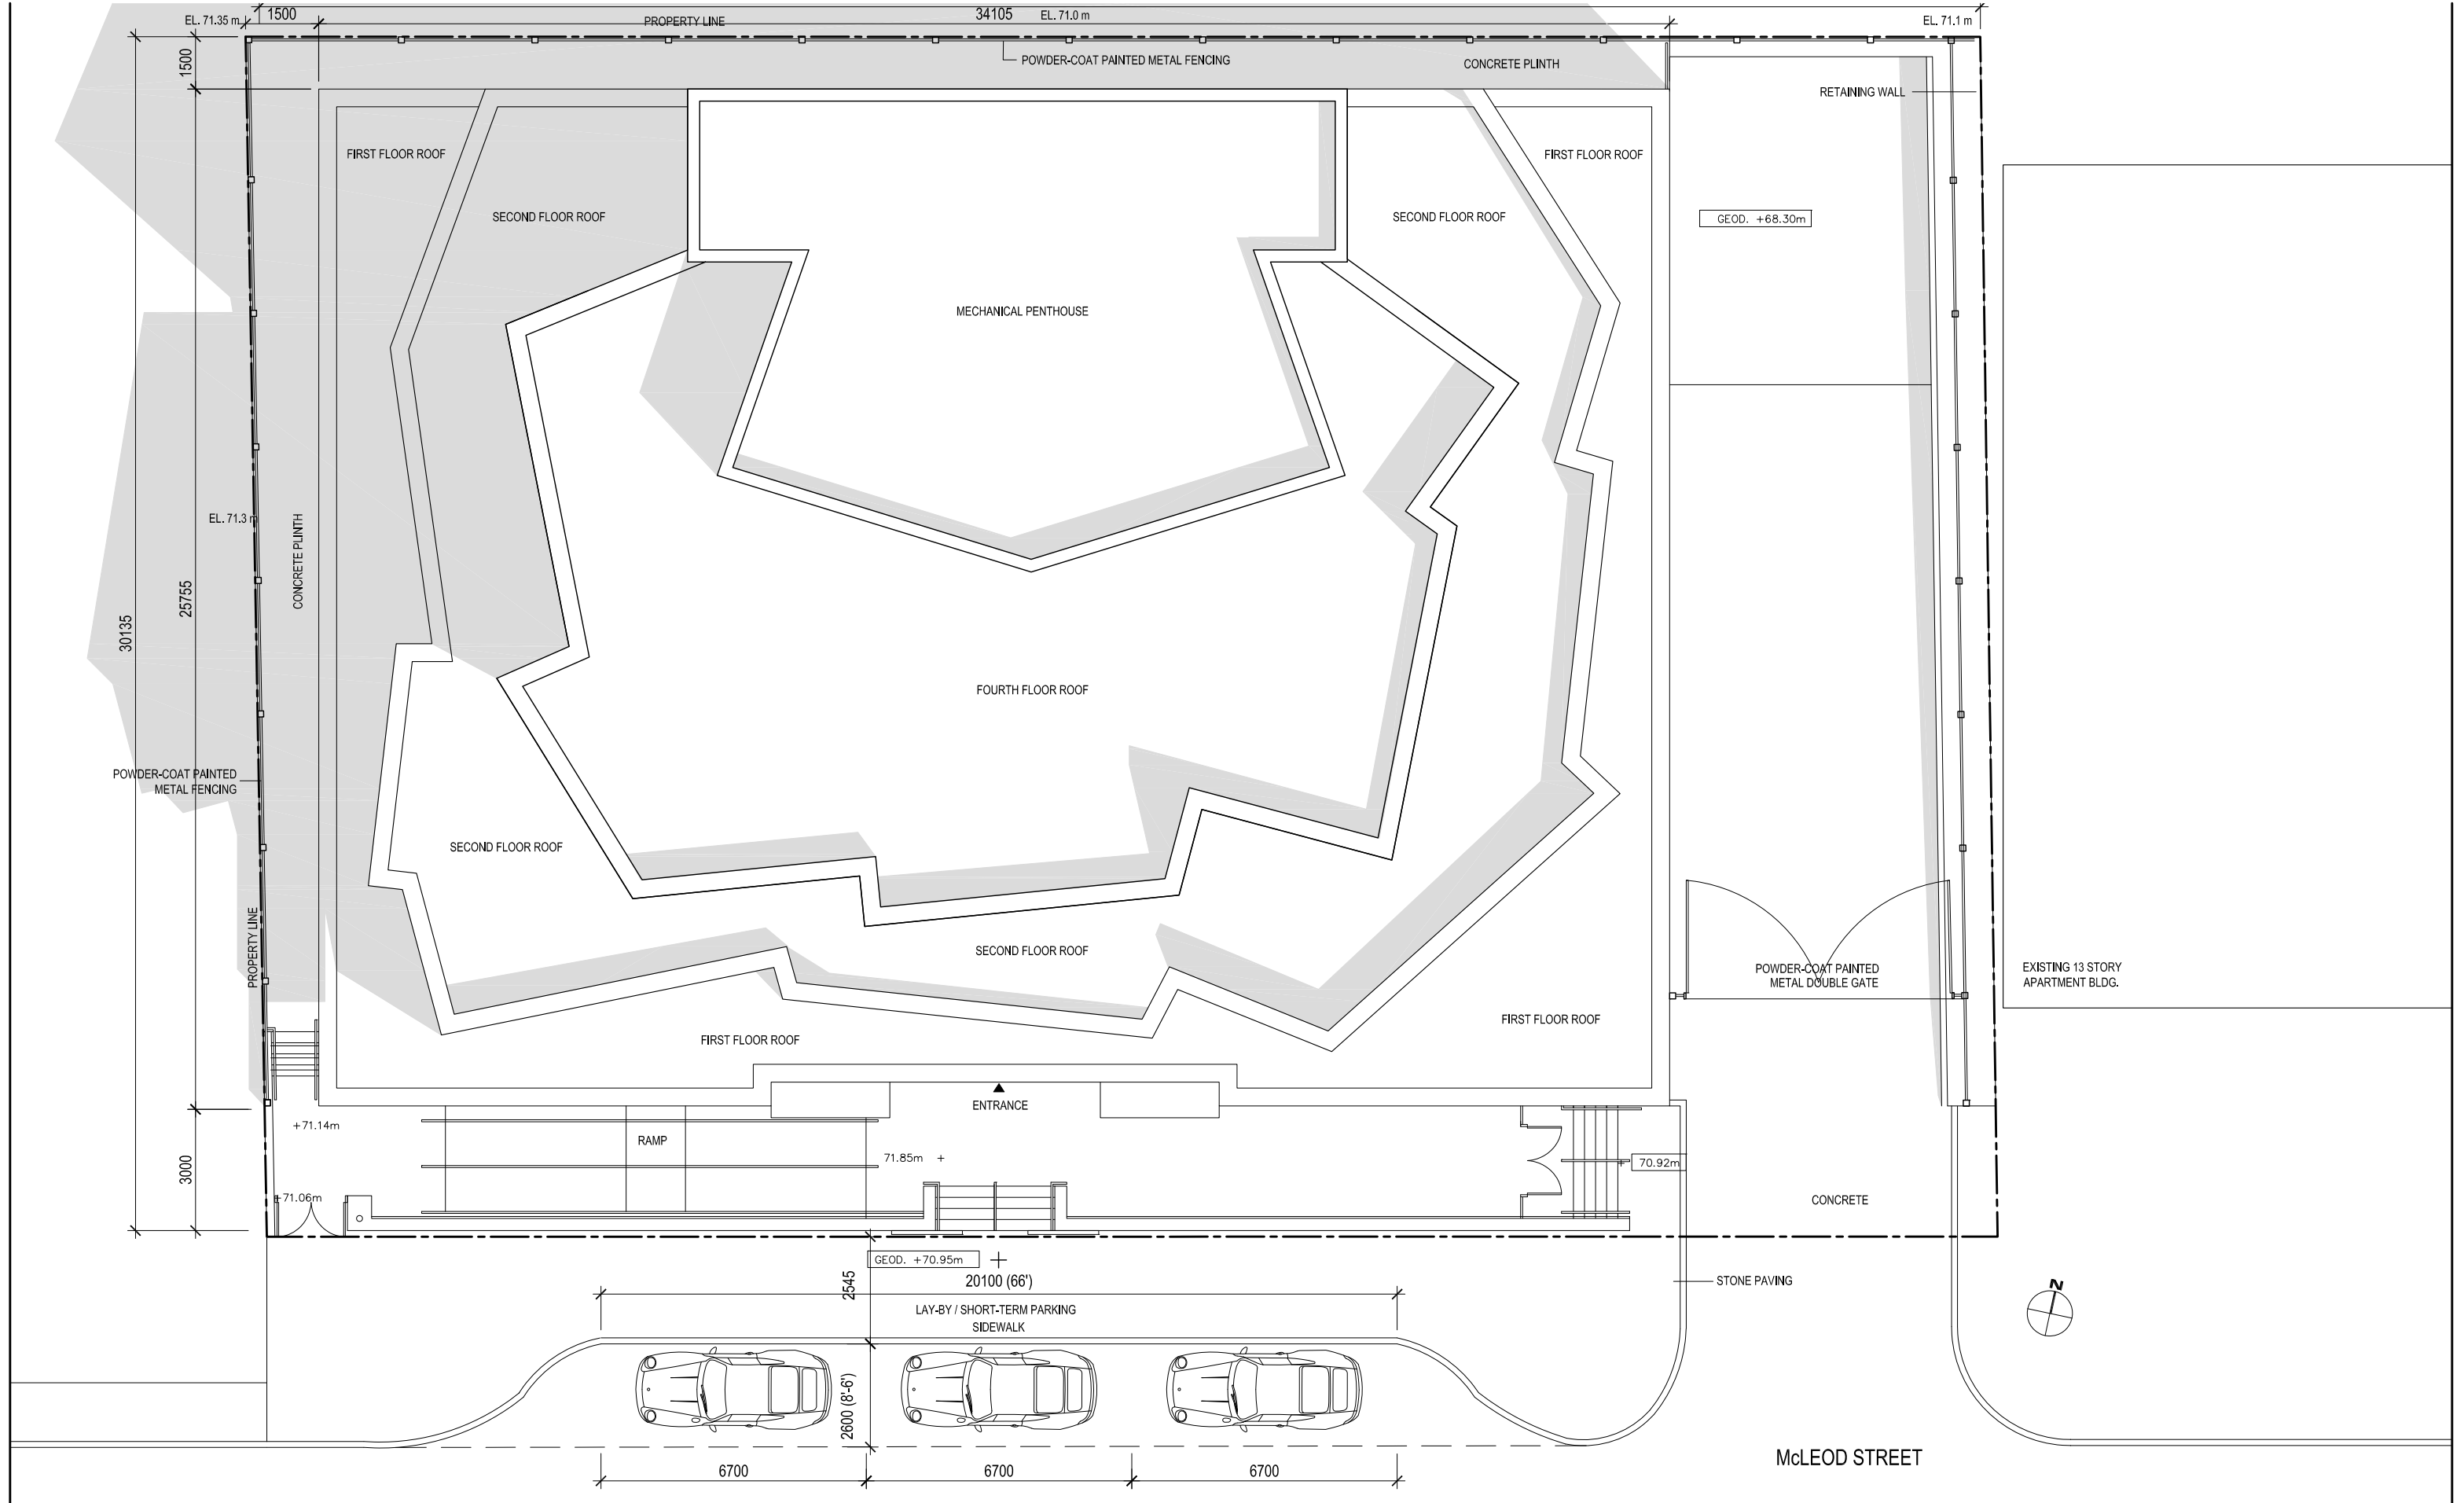 EL. 71.35 m
1500
PROPERTY LINE
34105
EL. 71.0 m
EL. 71.1 m
1500
POWDER-COAT PAINTED METAL FENCING
CONCRETE PLINTH
RETAINING WALL
FIRST FLOOR ROOF
FIRST FLOOR ROOF
SECOND FLOOR ROOF
SECOND FLOOR ROOF
GEOD. +68.30m
MECHANICAL PENTHOUSE
EL. 71.3 m
CONCRETE PLINTH
25755
30135
FOURTH FLOOR ROOF
POWDER-COAT PAINTED
METAL FENCING
SECOND FLOOR ROOF
PROPERTY LINE
SECOND FLOOR ROOF
POWDER-COAT PAINTED
METAL DOUBLE GATE
EXISTING 13 STORY
APARTMENT BLDG.
FIRST FLOOR ROOF
FIRST FLOOR ROOF
ENTRANCE
+71.14m
RAMP
71.85m +
70.92m
3000
+71.06m
CONCRETE
GEOD. +70.95m
2545
20100 (66')
STONE PAVING
N
LAY-BY / SHORT-TERM PARKING
SIDEWALK
2600 (8'-6')
McLEOD STREET
6700
6700
6700